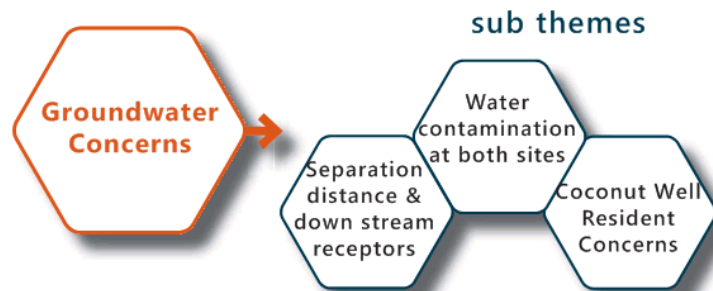 sub themes
Groundwater
Concerns
Water
contamination
at both sites
Separation
distance &
down stream
receptors
Coconut Well
Resident
Concerns